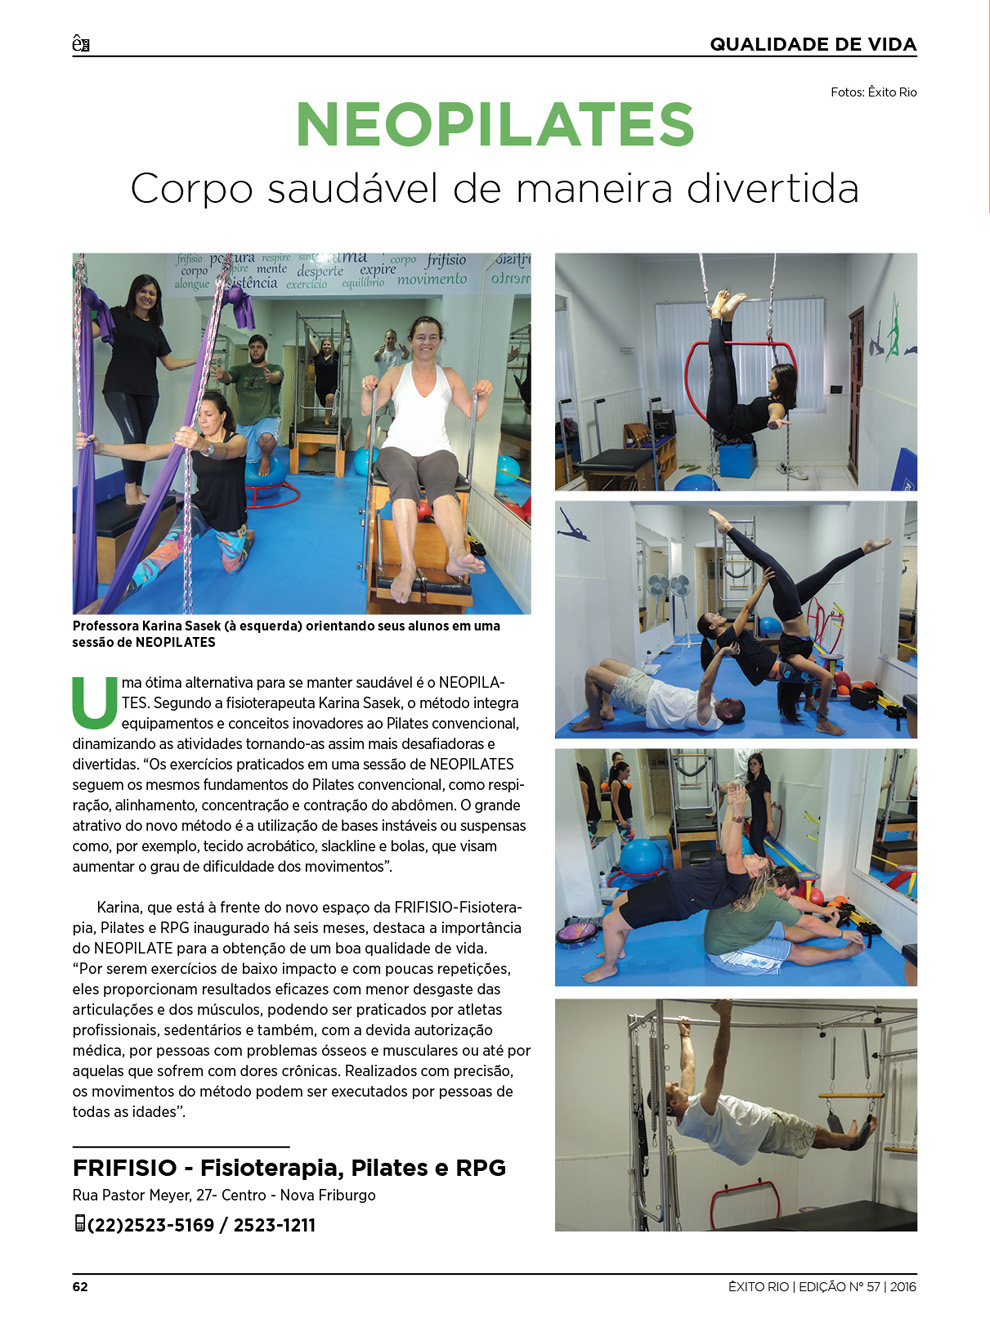 QUALIDADE DE VIDA
Fotos: Êxito Rio
NEOPILATES
Corpo saudável de maneira divertida
frifisio postura respire alma corpo frifisio
corpo mente desperte expire
alongue exercício equilíbrio movimento
Professora Karina Sasek (à esquerda) orientando seus alunos em uma
sessão de NEOPILATES
Uma ótima alternativa para se manter saudável é o NEOPILA-
TES. Segundo a fisioterapeuta Karina Sasek, o método integra
equipamentos e conceitos inovadores ao Pilates convencional,
dinamizando as atividades tornando-as assim mais desafiadoras e
divertidas. “Os exercícios praticados em uma sessão de NEOPILATES
seguem os mesmos fundamentos do Pilates convencional, como respi-
ração, alinhamento, concentração e contração do abdômen. O grande
atrativo do novo método é a utilização de bases instáveis ou suspensas
como, por exemplo, tecido acrobático, slackline e bolas, que visam
aumentar o grau de dificuldade dos movimentos”.
Karina, que está à frente do novo espaço da FRIFISIO-Fisiotera-
pia, Pilates e RPG inaugurado há seis meses, destaca a importância
do NEOPILATE para a obtenção de um boa qualidade de vida.
“Por serem exercícios de baixo impacto e com poucas repetições,
eles proporcionam resultados eficazes com menor desgaste das
articulações e dos músculos, podendo ser praticados por atletas
profissionais, sedentários e também, com a devida autorização
médica, por pessoas com problemas ósseos e musculares ou até por
aquelas que sofrem com dores crônicas. Realizados com precisão,
os movimentos do método podem ser executados por pessoas de
todas as idades”.
FRIFISIO - Fisioterapia, Pilates e RPG
Rua Pastor Meyer, 27- Centro - Nova Friburgo
(22)2523-5169 / 2523-1211
62
ÊXITO RIO | EDIÇÃO Nº 57 | 2016